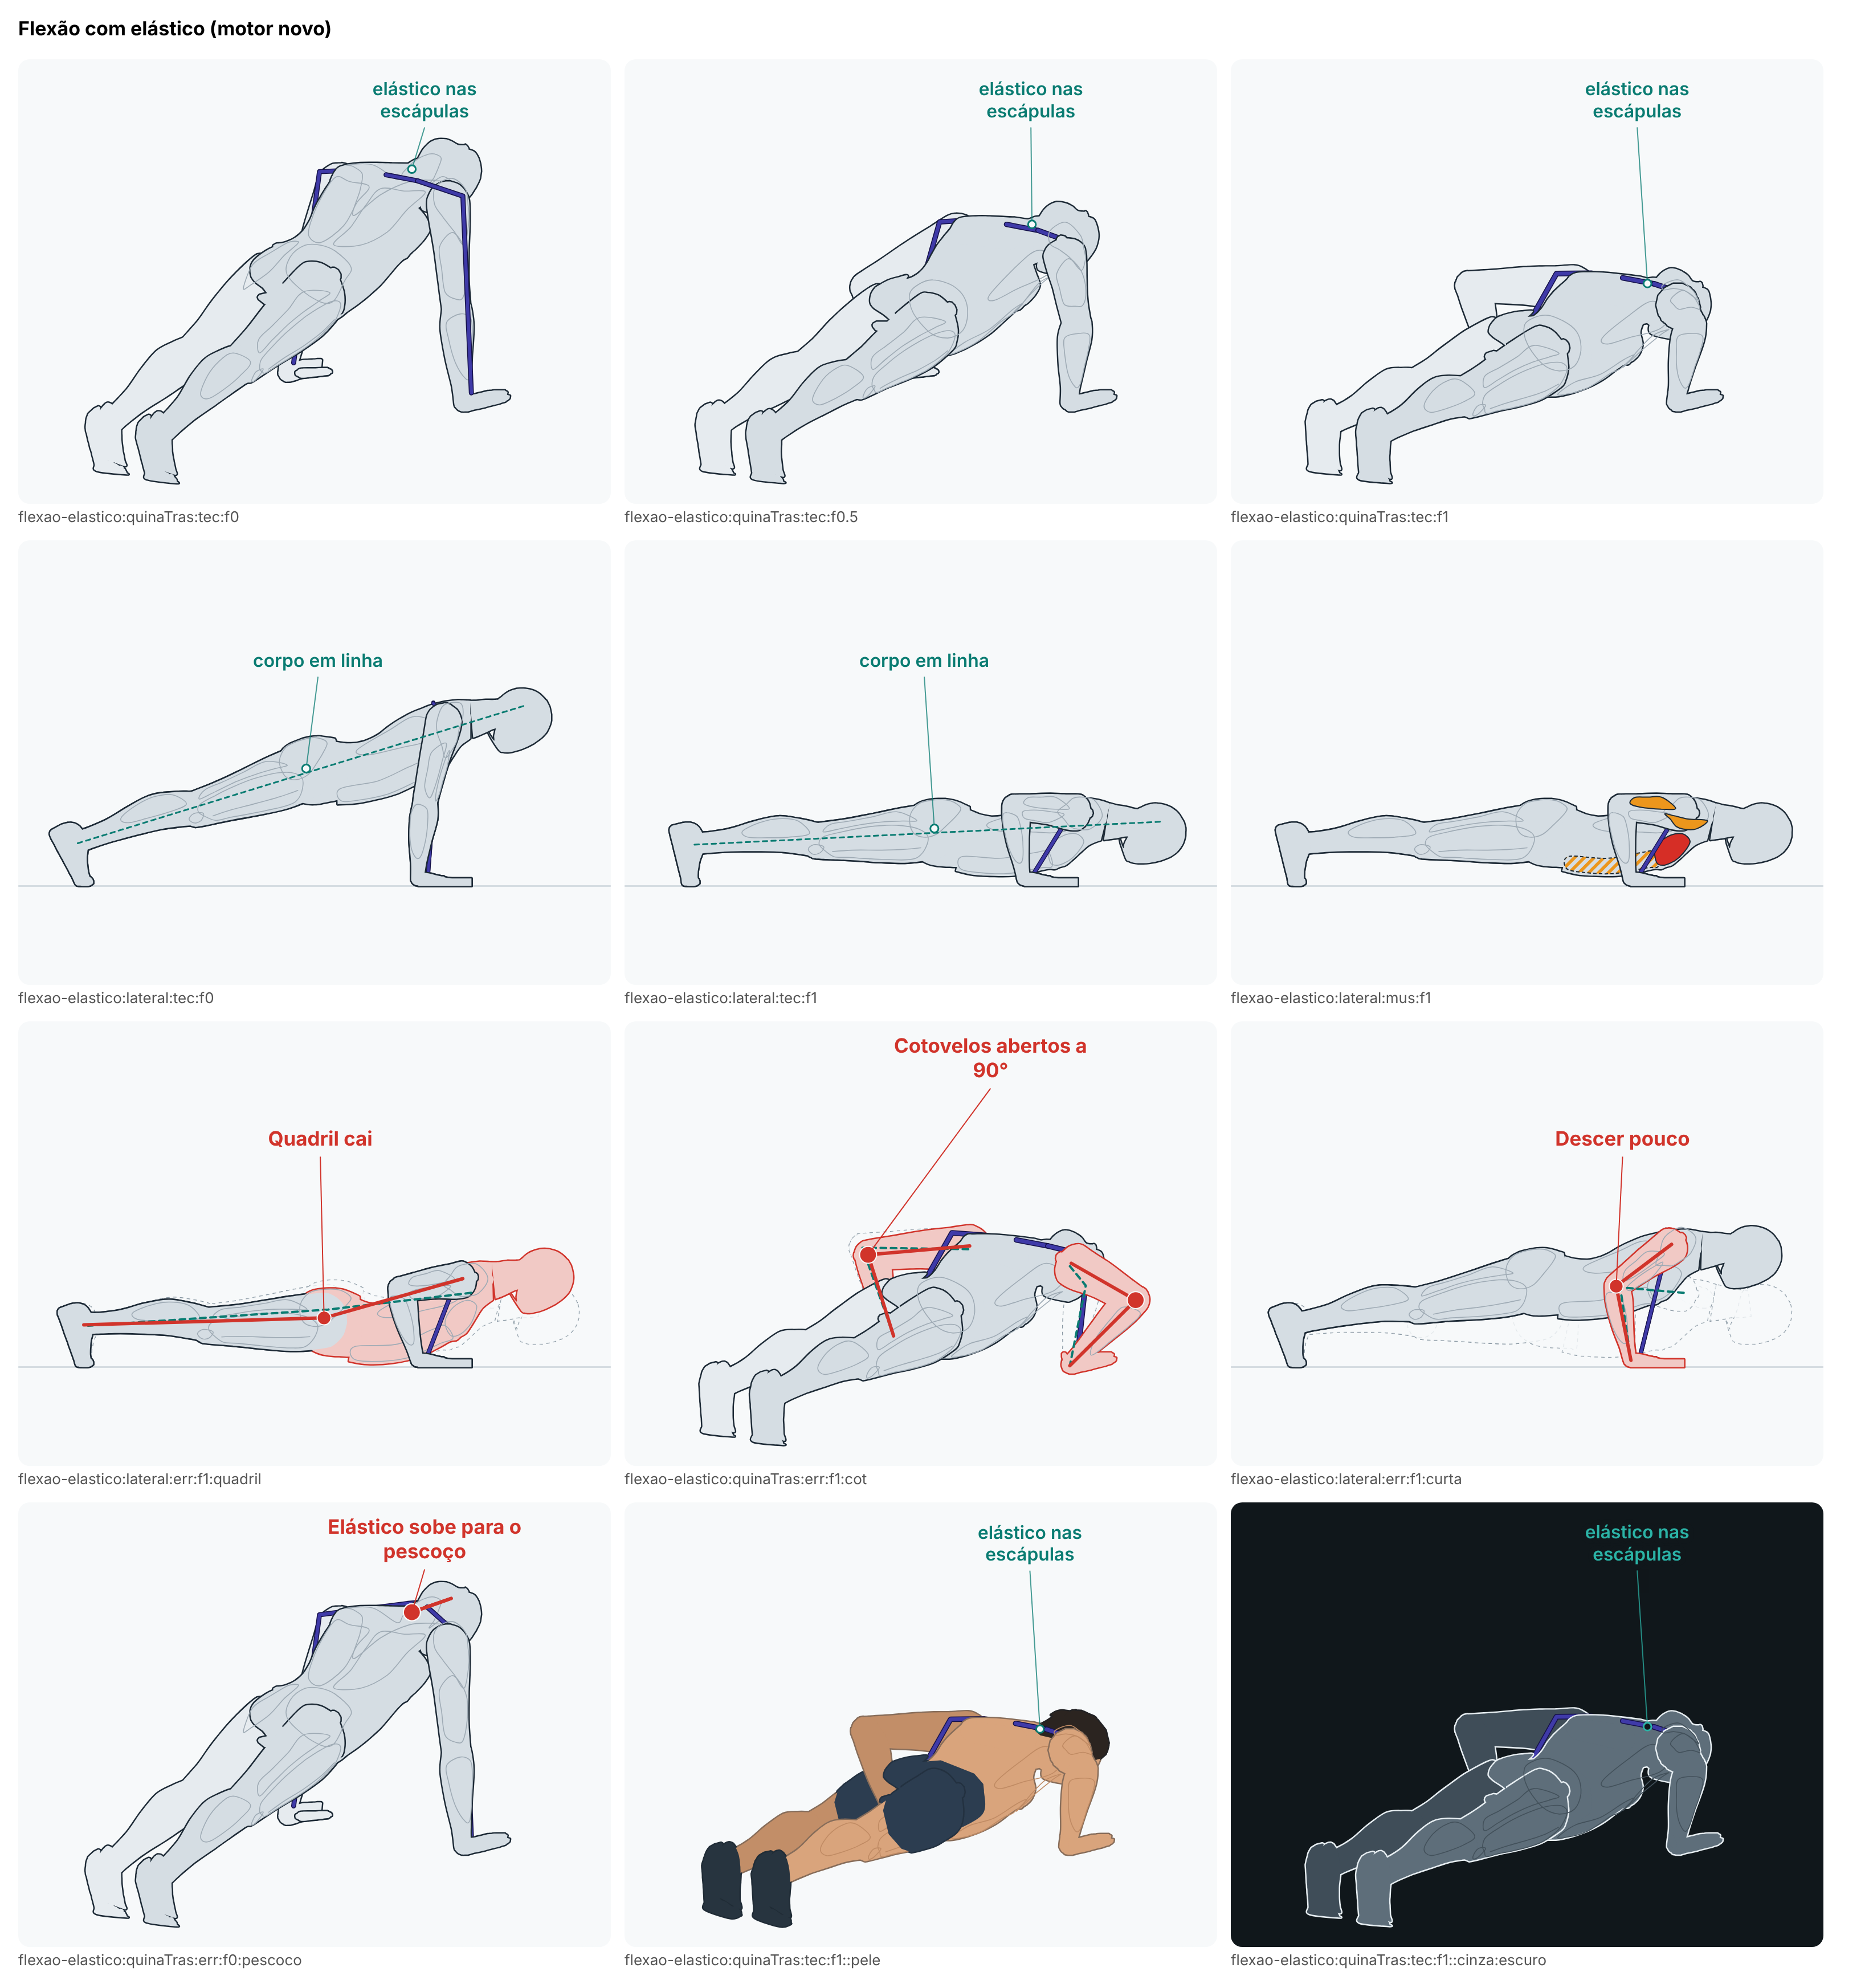 Flexão com elástico (motor novo)
elástico nas
escápulas
elástico nas
escápulas
elástico nas
escápulas
flexao-elastico:quinaTras:tec:f0
flexao-elastico:quinaTras:tec:f0.5
flexao-elastico:quinaTras:tec:f1
corpo em linha
corpo em linha
flexao-elastico:lateral:tec:f0
flexao-elastico:lateral:tec:f1
flexao-elastico:lateral:mus:f1
Quadril cai
Cotovelos abertos a
90°
Descer pouco
flexao-elastico:lateral:err:f1:quadril
flexao-elastico:quinaTras:err:f1:cot
flexao-elastico:lateral:err:f1:curta
Elástico sobe para o
pescoço
elástico nas
escápulas
elástico nas
escápulas
flexao-elastico:quinaTras:err:f0:pescoco
flexao-elastico:quinaTras:tec:f1::pele
flexao-elastico:quinaTras:tec:f1::cinza:escuro